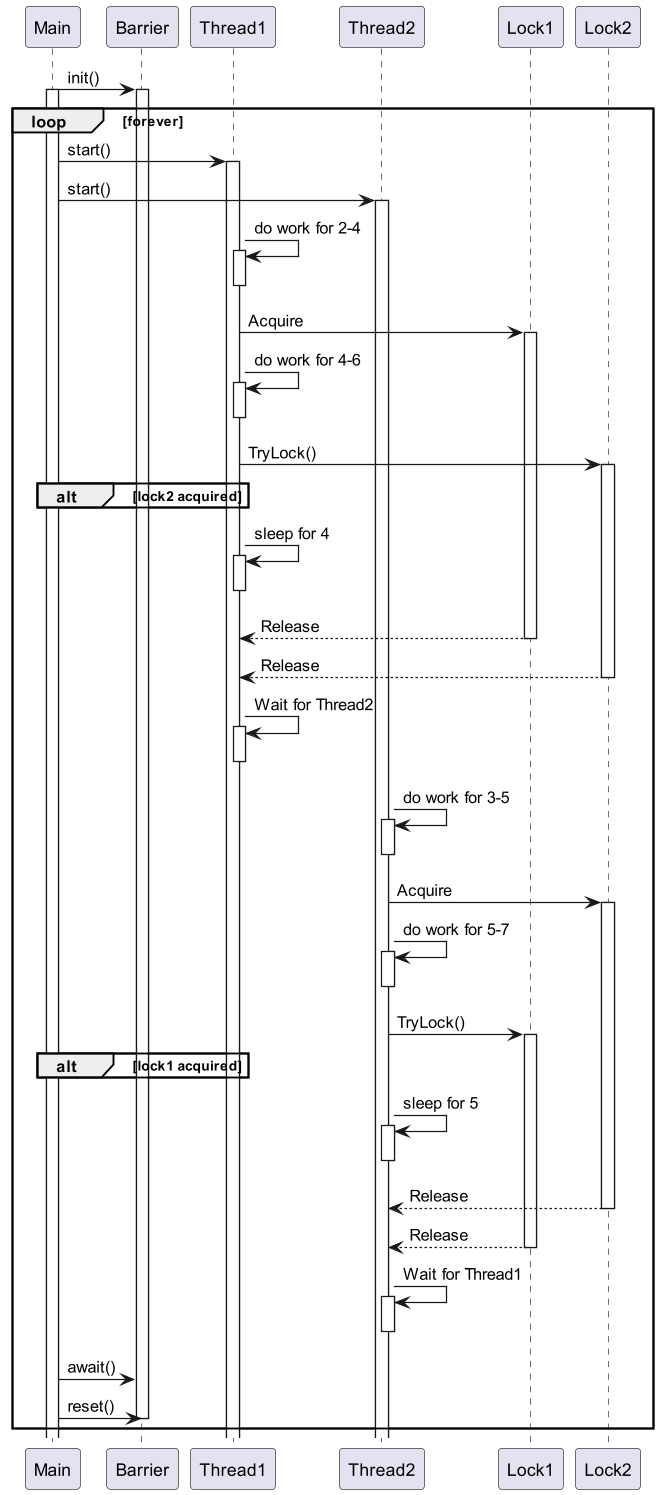 Main Barrier Thread1 Thread2 Lock1 Lock2
init()
loop [forever]
start()
start()
do work for 2-4
Acquire
do work for 4-6
TryLock()
alt [lock2 acquired]
sleep for 4
Release
Release
Wait for Thread2
do work for 3-5
Acquire
do work for 5-7
TryLock()
alt [lock1 acquired]
sleep for 5
Release
Release
Wait for Thread1
await()
reset()
Main Barrier Thread1 Thread2 Lock1 Lock2